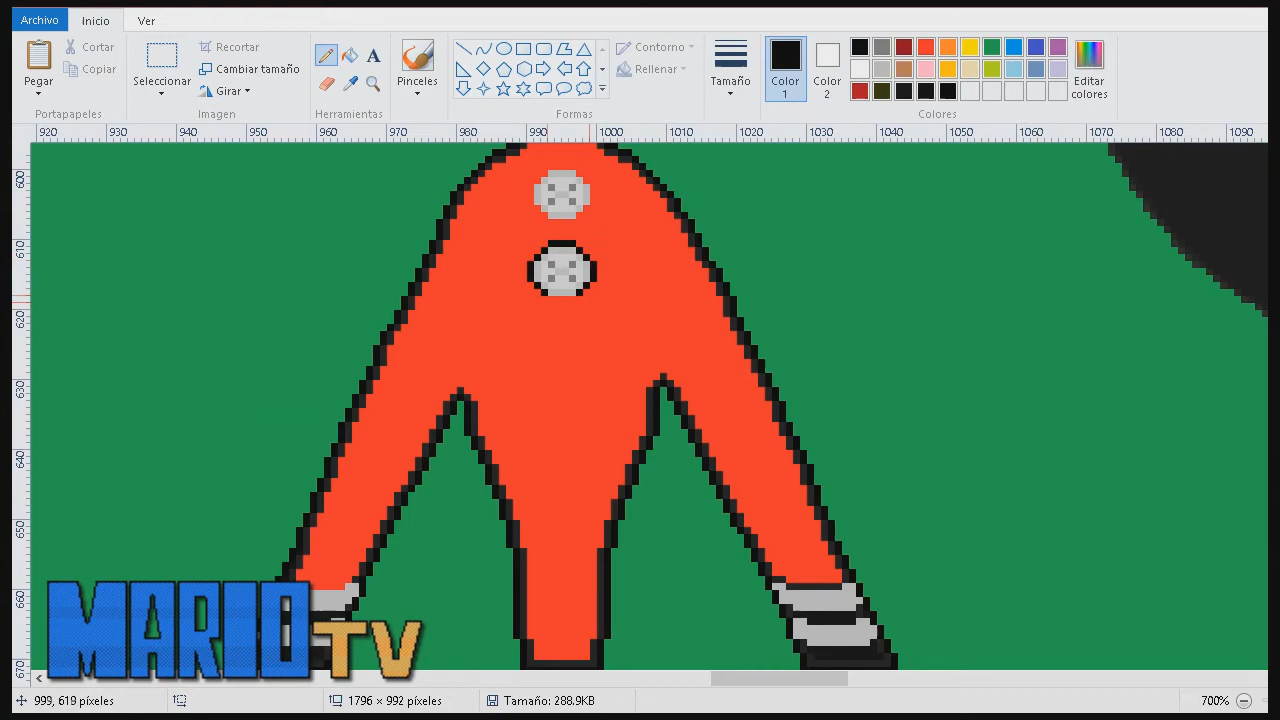 Archivo Inicio Ver
Pegar Cortar Copiar
Seleccionar Recortar Cambiar tamaño Girar
A
Pinceles
Contorno Rellenar
Tamaño
Color 1
Color 2
Editar colores
Portapapeles Imagen Herramientas Formas Colores
920 930 940 950 960 970 980 990 1000 1010 1020 1030 1040 1050 1060 1070 1080 1090
600
610
620
630
640
650
660
670
MARIO TV
999, 619 píxeles 1796 × 992 píxeles Tamaño: 288.9KB 700%